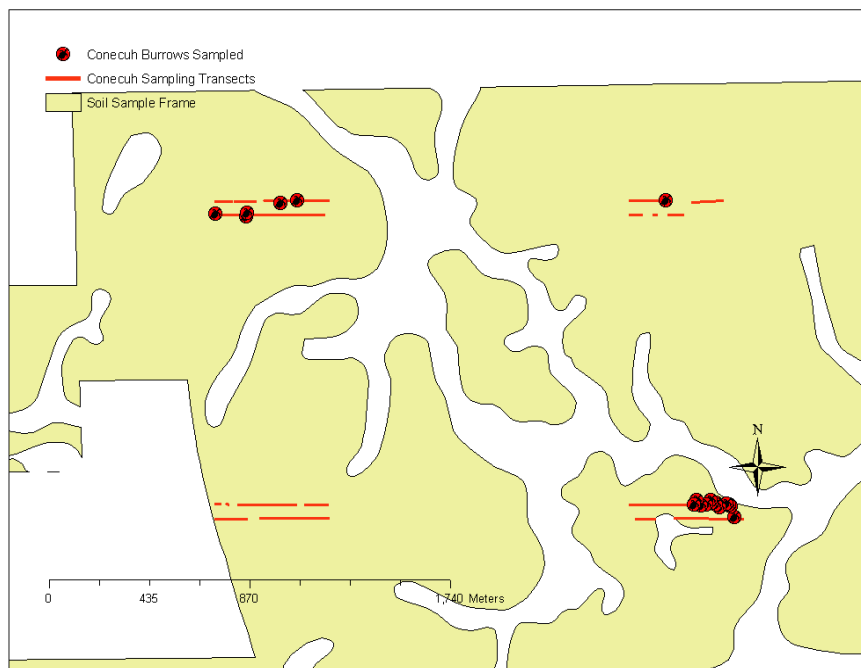 Conecuh Burrows Sampled
Conecuh Sampling Transects
Soil Sample Frame
N
0 435 870 1,740 Meters